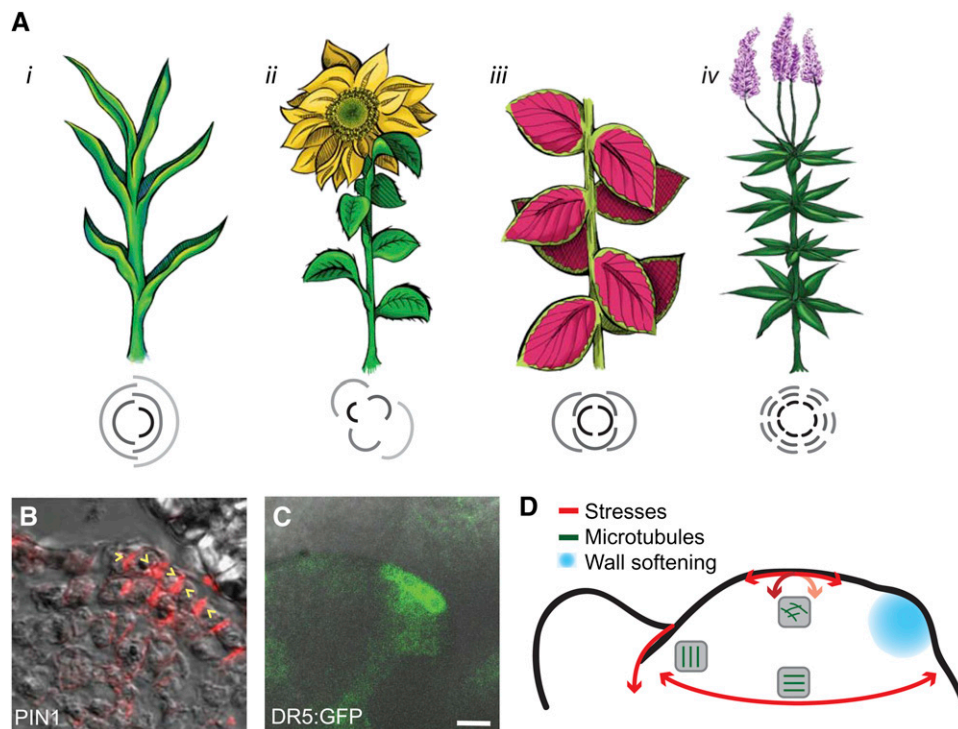 A
i
ii
iii
iv
B
PIN1
C
DR5:GFP
D
Stresses
Microtubules
Wall softening